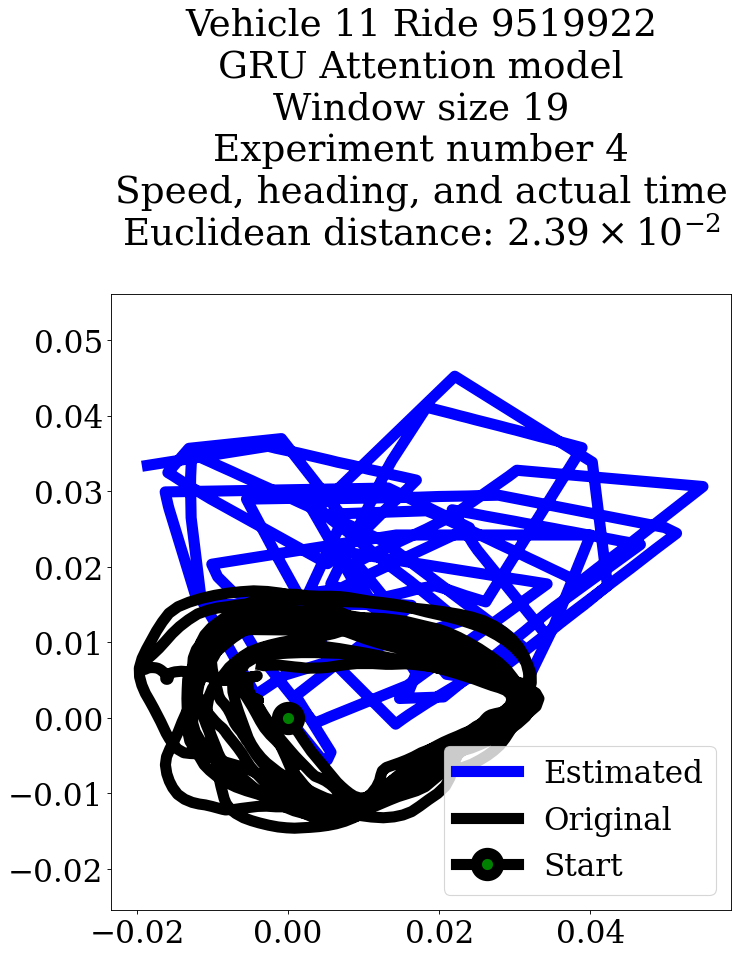 Vehicle 11 Ride 9519922
GRU Attention model
Window size 19
Experiment number 4
Speed, heading, and actual time
Euclidean distance: 2.39 × 10⁻²
0.05
0.04
0.03
0.02
0.01
0.00
−0.01
−0.02
Estimated
Original
Start
−0.02 0.00 0.02 0.04